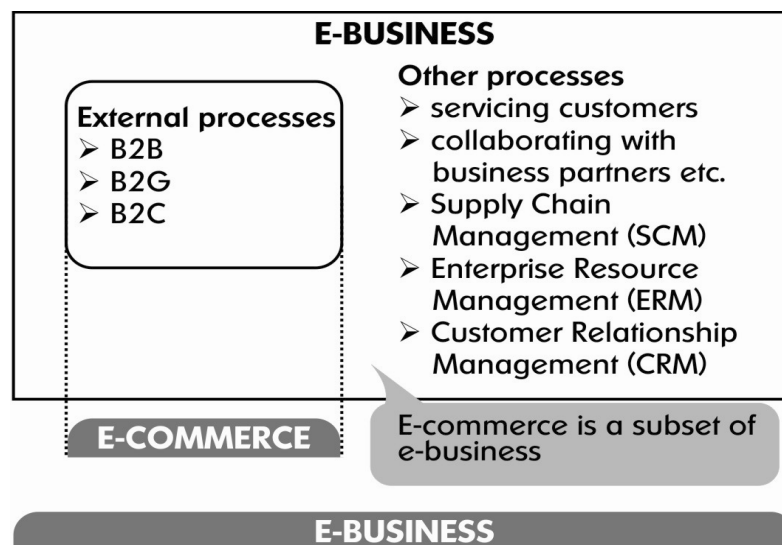 E-BUSINESS
External processes
➢ B2B
➢ B2G
➢ B2C
Other processes
➢ servicing customers
➢ collaborating with
business partners etc.
➢ Supply Chain
Management (SCM)
➢ Enterprise Resource
Management (ERM)
➢ Customer Relationship
Management (CRM)
E-COMMERCE
E-commerce is a subset of
e-business
E-BUSINESS